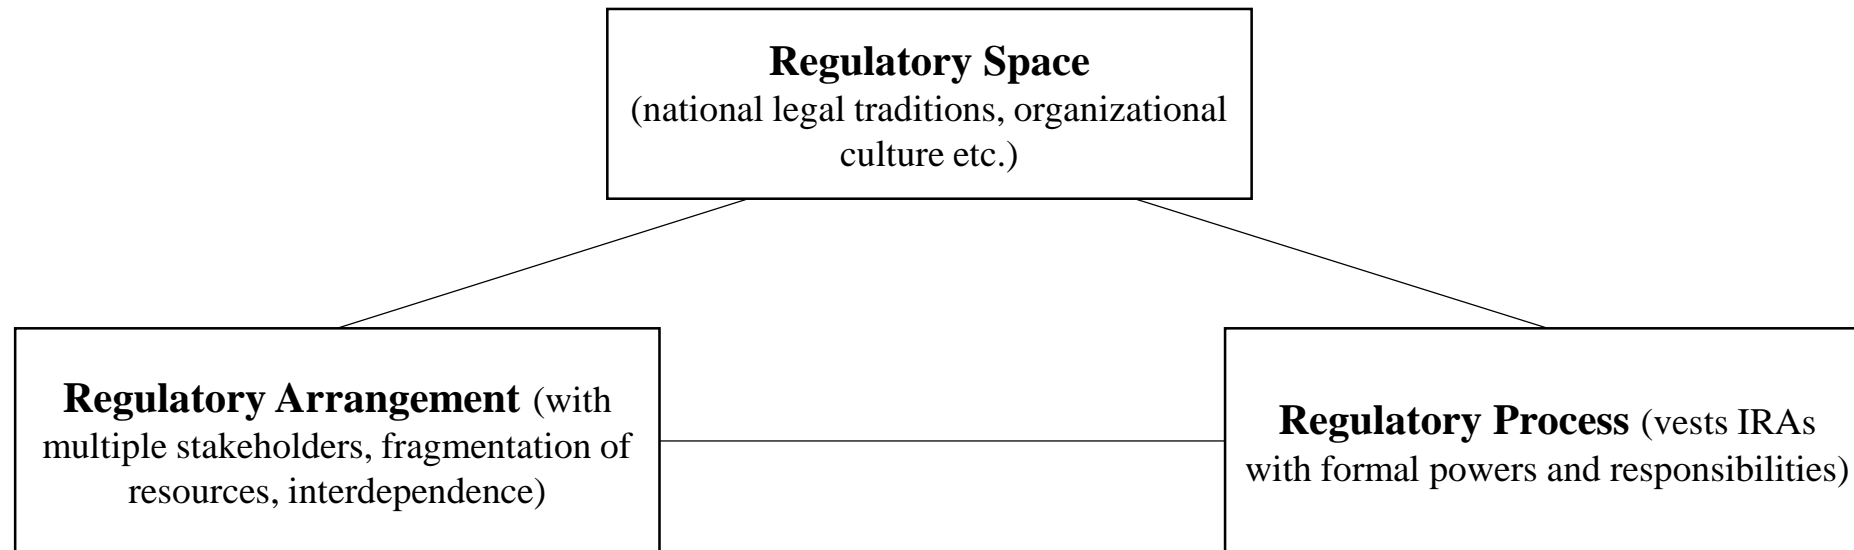 Regulatory Space
(national legal traditions, organizational
culture etc.)
Regulatory Arrangement (with
multiple stakeholders, fragmentation of
resources, interdependence)
Regulatory Process (vests IRAs
with formal powers and responsibilities)